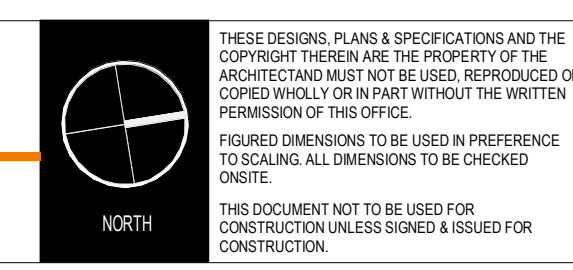 THESE DESIGNS, PLANS & SPECIFICATIONS AND THE
COPYRIGHT THEREIN ARE THE PROPERTY OF THE
ARCHITECTAND MUST NOT BE USED, REPRODUCED O
COPIED WHOLLY OR IN PART WITHOUT THE WRITTEN
PERMISSION OF THIS OFFICE.
FIGURED DIMENSIONS TO BE USED IN PREFERENCE
TO SCALING. ALL DIMENSIONS TO BE CHECKED
ONSITE.
THIS DOCUMENT NOT TO BE USED FOR
CONSTRUCTION UNLESS SIGNED & ISSUED FOR
CONSTRUCTION.
NORTH